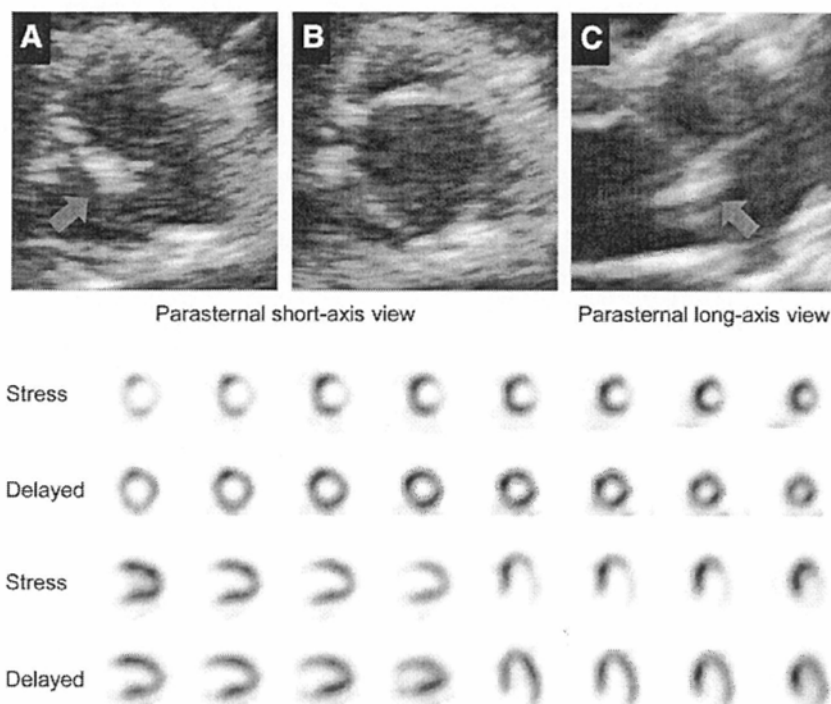 A B C
Parasternal short-axis view Parasternal long-axis view
Stress
Delayed
Stress
Delayed